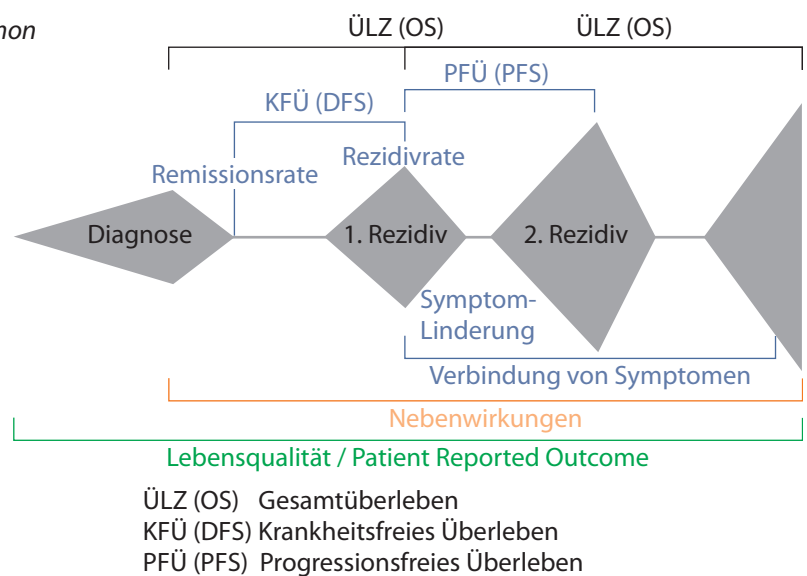 non
ÜLZ (OS) ÜLZ (OS)
PFÜ (PFS)
KFÜ (DFS)
Rezidivrate
Remissionsrate
Diagnose 1. Rezidiv 2. Rezidiv
Symptom-
Linderung
Verbindung von Symptomen
Nebenwirkungen
Lebensqualität / Patient Reported Outcome
ÜLZ (OS) Gesamtüberleben
KFÜ (DFS) Krankheitsfreies Überleben
PFÜ (PFS) Progressionsfreies Überleben